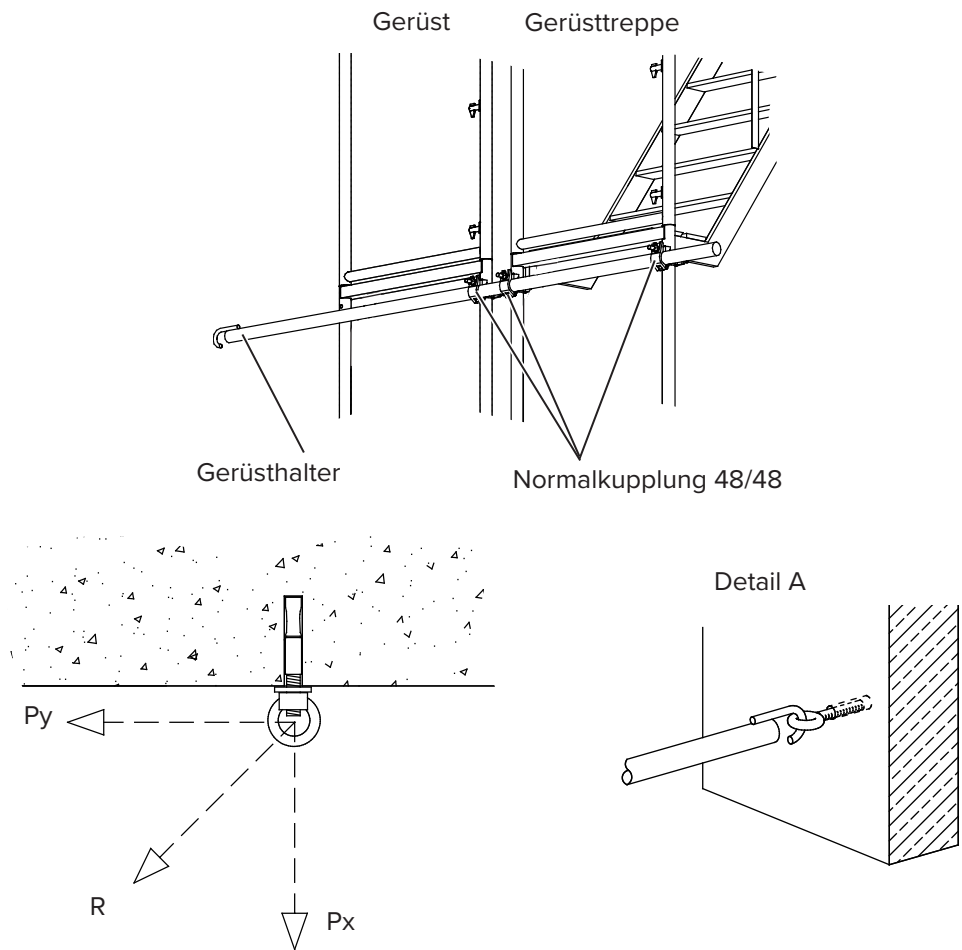 Gerüst
Gerüsttreppe
Gerüsthalter
Normalkupplung 48/48
Detail A
Py
R
Px